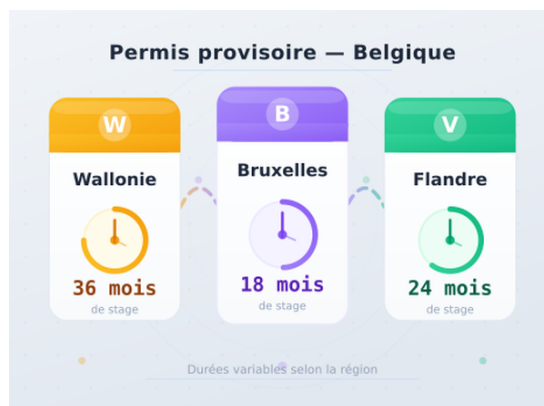 Permis provisoire — Belgique
W
Wallonie
36 mois
de stage
B
Bruxelles
18 mois
de stage
V
Flandre
24 mois
de stage
Durées variables selon la région